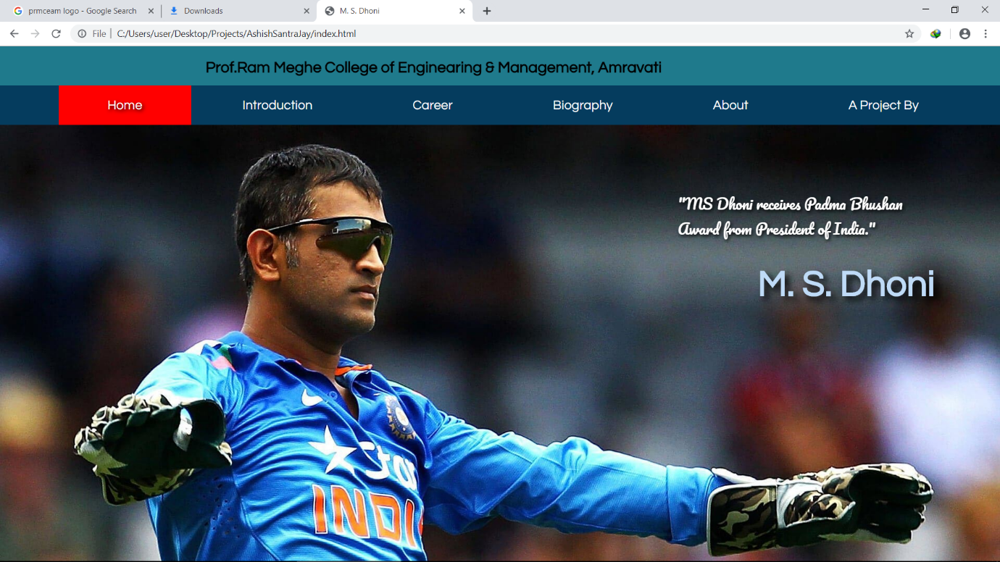 prmceam logo - Google Search
Downloads
M. S. Dhoni
File
C:/Users/user/Desktop/Projects/AshishSantraJay/index.html
Prof.Ram Meghe College of Enginearing & Management, Amravati
Home
Introduction
Career
Biography
About
A Project By
"MS Dhoni receives Padma Bhushan
Award from President of India."
M. S. Dhoni
Star
INDI